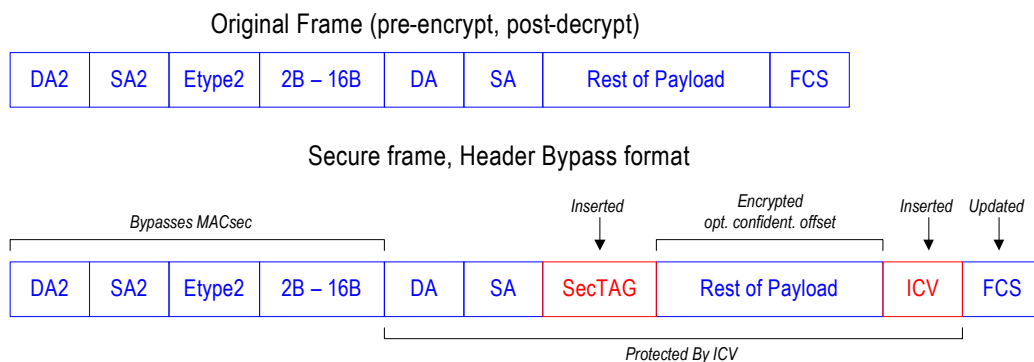 Original Frame (pre-encrypt, post-decrypt)
DA2 SA2 Etype2 2B – 16B DA SA Rest of Payload FCS
Secure frame, Header Bypass format
Bypasses MACsec Inserted Encrypted Inserted Updated
opt. confident. offset
DA2 SA2 Etype2 2B – 16B DA SA SecTAG Rest of Payload ICV FCS
Protected By ICV